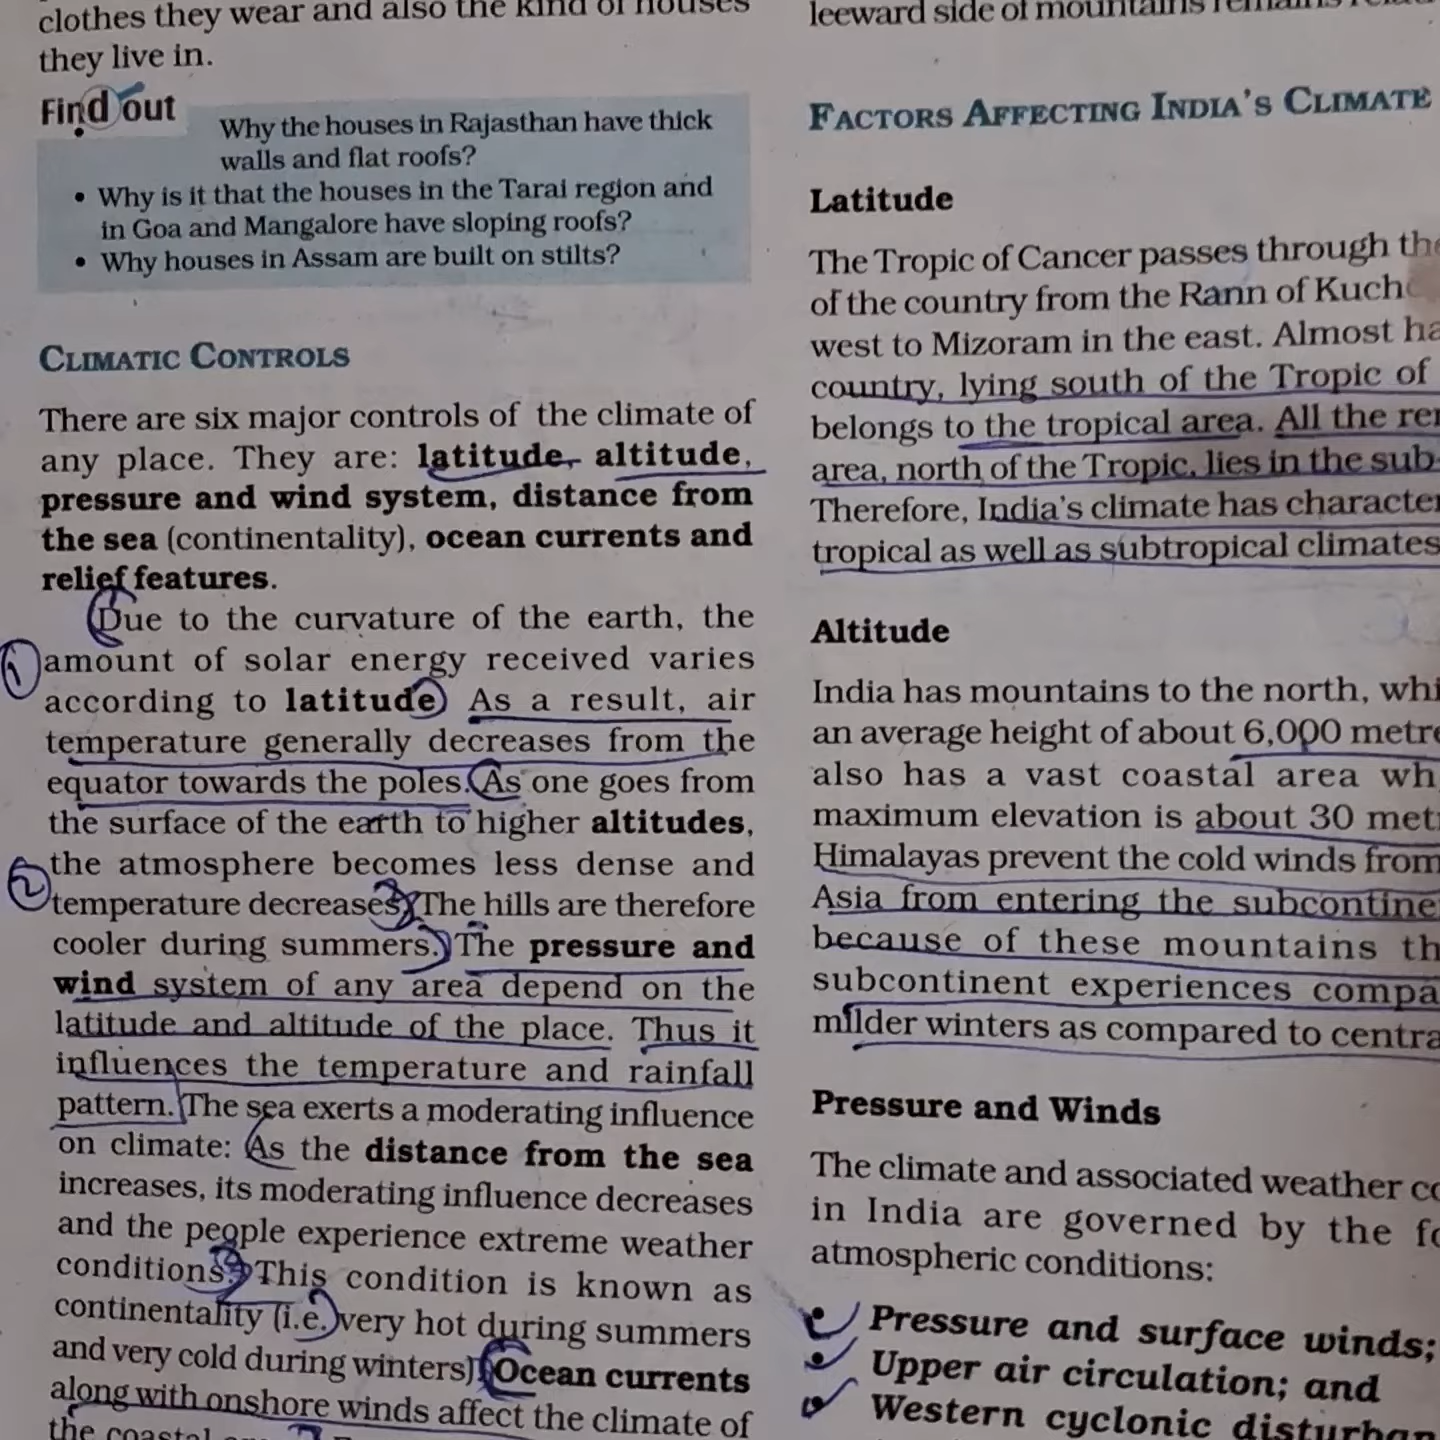 clothes they wear and also the kind of houses
they live in.
Find out
Why the houses in Rajasthan have thick
walls and flat roofs?
• Why is it that the houses in the Tarai region and
in Goa and Mangalore have sloping roofs?
• Why houses in Assam are built on stilts?
CLIMATIC CONTROLS
There are six major controls of the climate of
any place. They are: latitude, altitude,
pressure and wind system, distance from
the sea (continentality), ocean currents and
relief features.
Due to the curvature of the earth, the
1
amount of solar energy received varies
according to latitude. As a result, air
temperature generally decreases from the
equator towards the poles. As one goes from
the surface of the earth to higher altitudes,
2
the atmosphere becomes less dense and
temperature decreases. The hills are therefore
cooler during summers. The pressure and
wind system of any area depend on the
latitude and altitude of the place. Thus it
influences the temperature and rainfall
pattern. The sea exerts a moderating influence
on climate: As the distance from the sea
increases, its moderating influence decreases
and the people experience extreme weather
conditions. This condition is known as
continentality (i.e. very hot during summers
and very cold during winters). Ocean currents
along with onshore winds affect the climate of
the coastal
leeward side of mountains remains
FACTORS AFFECTING INDIA'S CLIMATE
Latitude
The Tropic of Cancer passes through the
of the country from the Rann of
west to Mizoram in the east. Almost
country, lying south of the Tropic of
belongs to the tropical area. All the
area, north of the Tropic, lies in the sub-
Therefore, India's climate has
tropical as well as subtropical climates
Altitude
India has mountains to the north,
an average height of about 6,000
also has a vast coastal area
maximum elevation is about 30
Himalayas prevent the cold winds from
Asia from entering the
because of these mountains
subcontinent experiences
milder winters as compared to
Pressure and Winds
The climate and associated weather
in India are governed by the
atmospheric conditions:
• Pressure and surface winds;
• Upper air circulation; and
• Western cyclonic